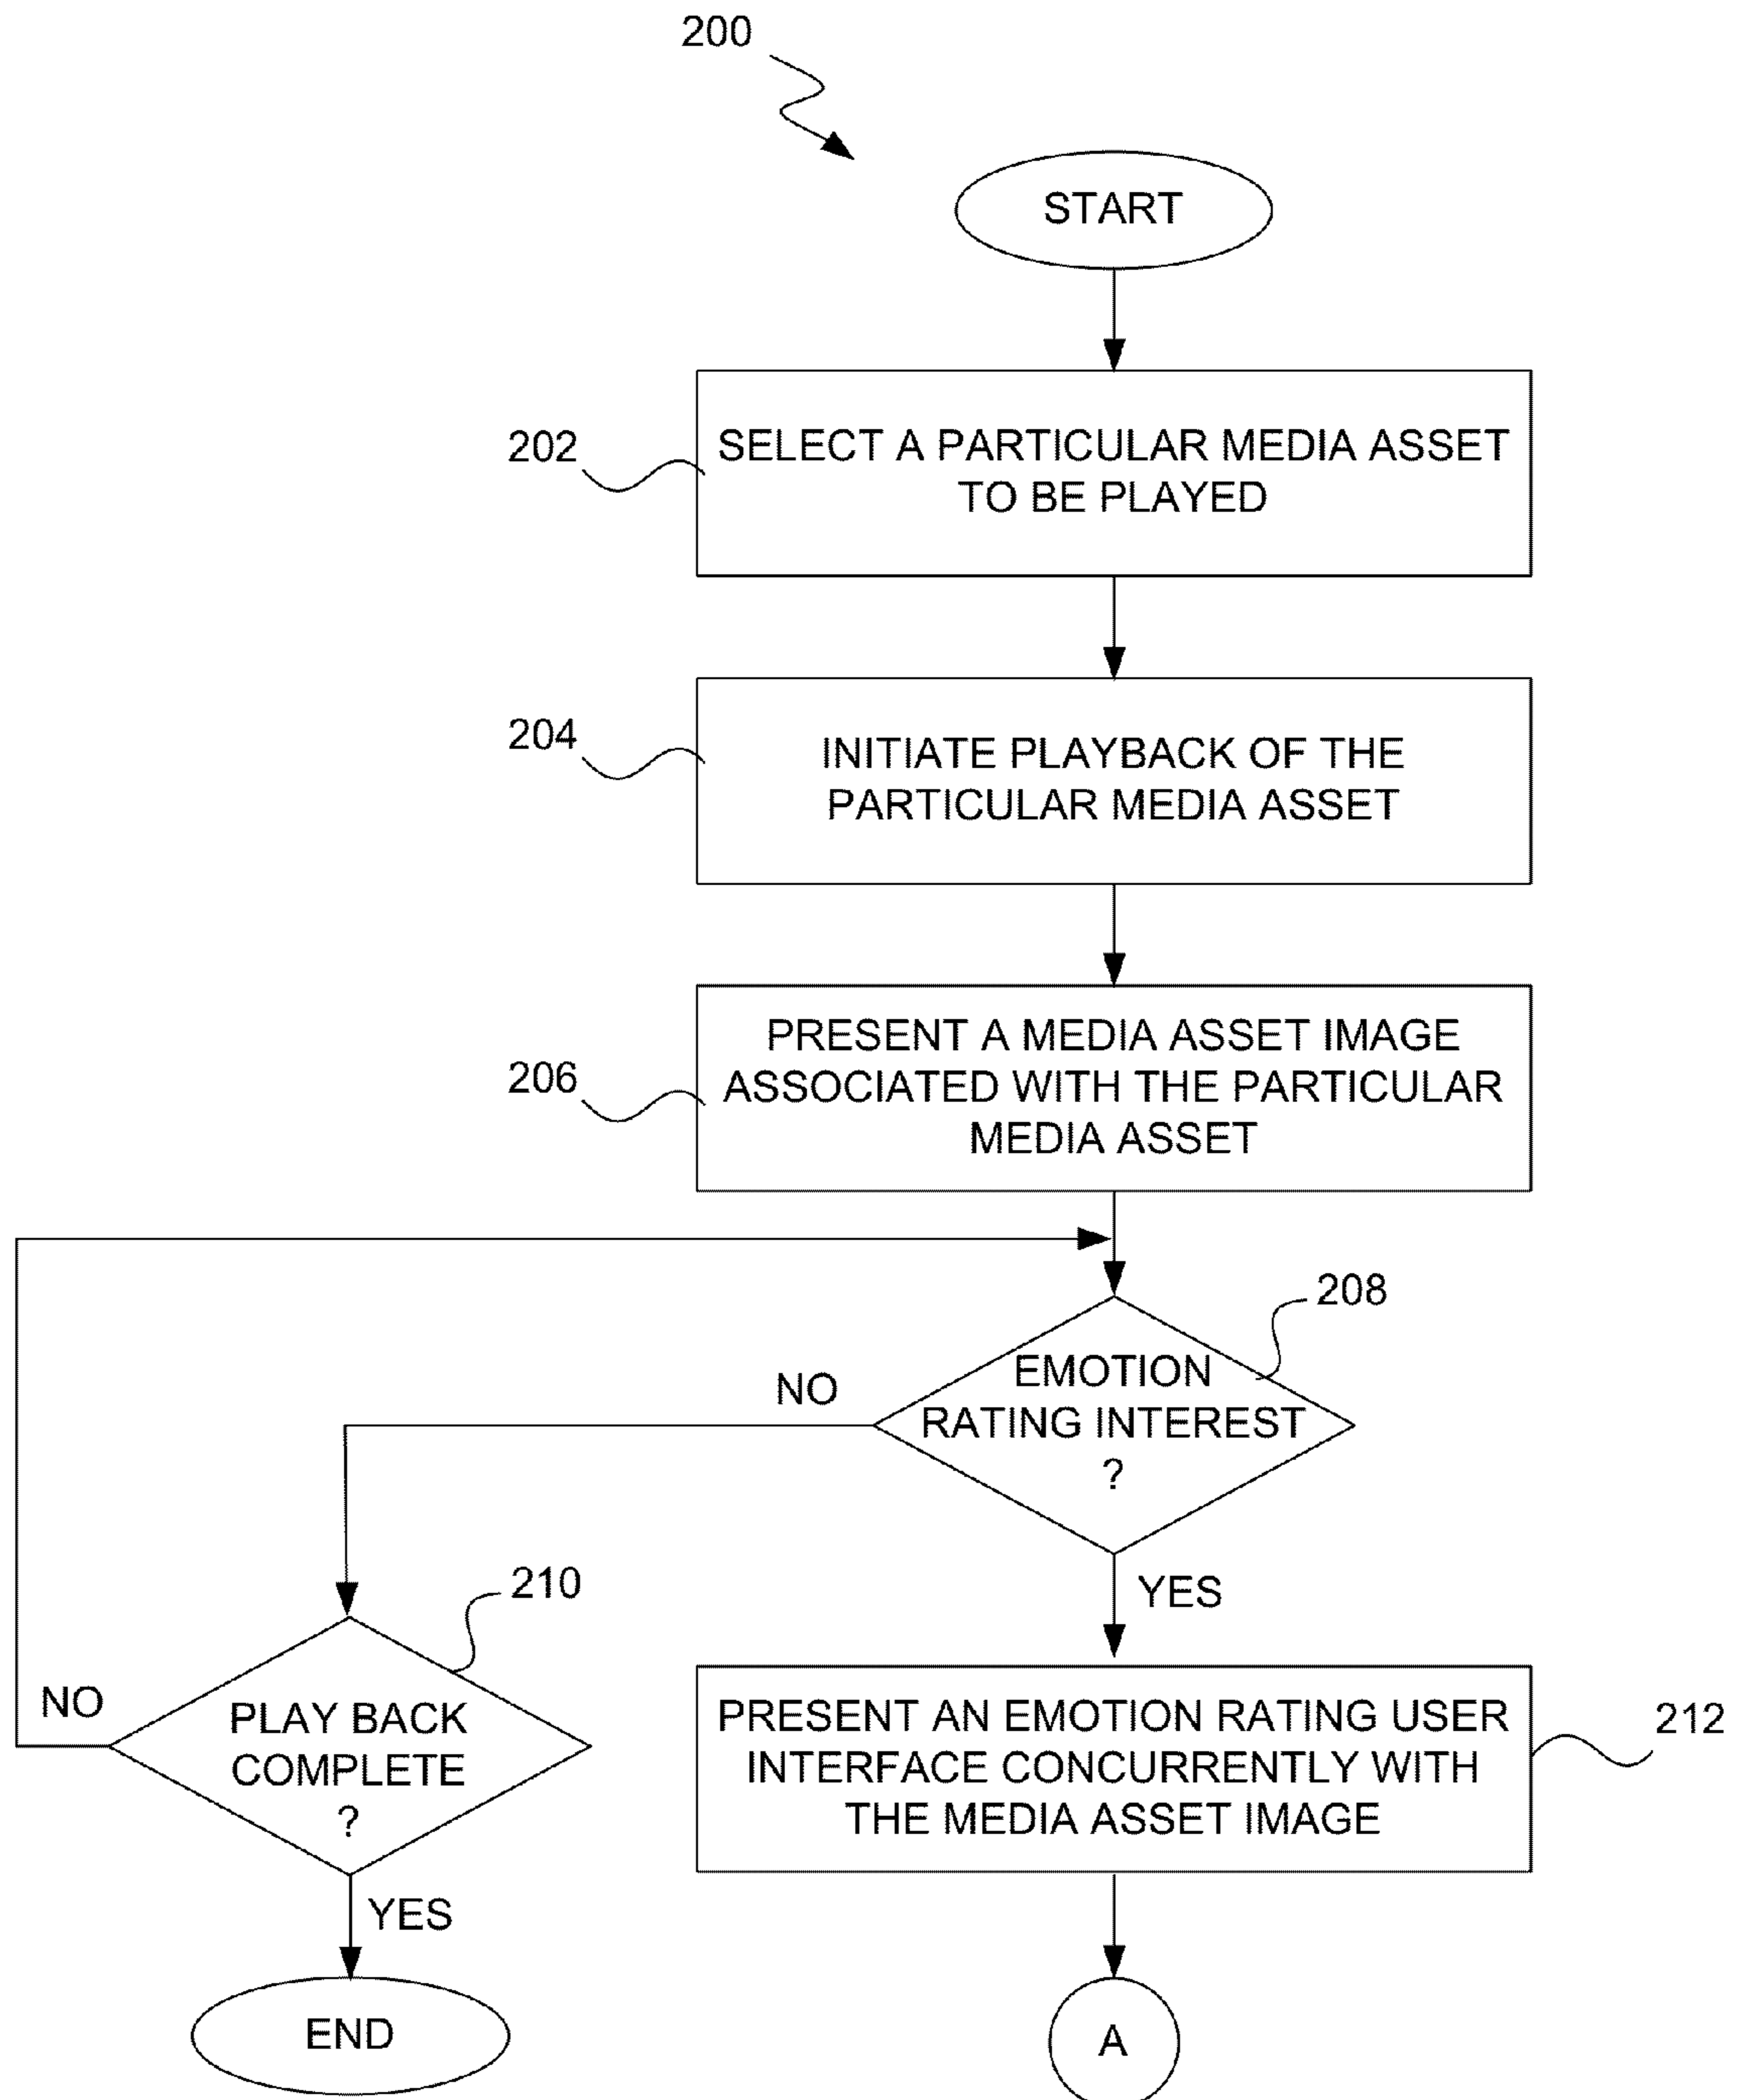 200
START
202
SELECT A PARTICULAR MEDIA ASSET
TO BE PLAYED
204
INITIATE PLAYBACK OF THE
PARTICULAR MEDIA ASSET
206
PRESENT A MEDIA ASSET IMAGE
ASSOCIATED WITH THE PARTICULAR
MEDIA ASSET
208
EMOTION
RATING INTEREST
?
NO
YES
210
PLAY BACK
COMPLETE
?
NO
YES
END
212
PRESENT AN EMOTION RATING USER
INTERFACE CONCURRENTLY WITH
THE MEDIA ASSET IMAGE
A